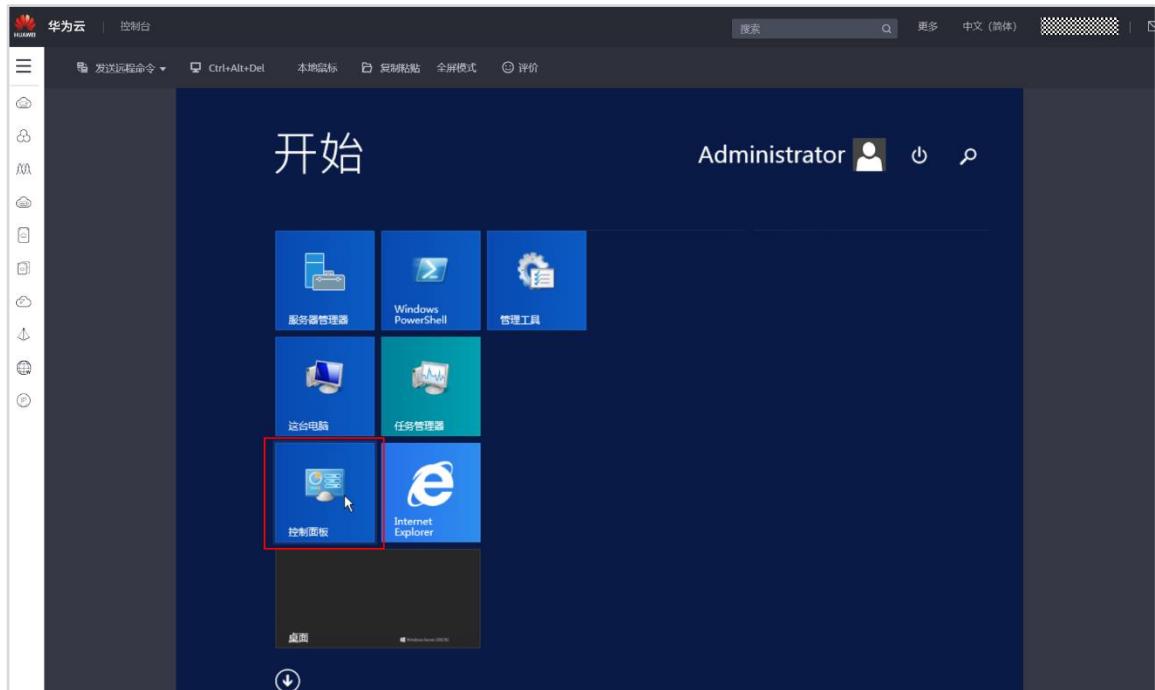 HUAWEI 华为云 | 控制台 搜索 更多 中文 (简体) |
发送远程命令 Ctrl+Alt+Del 本地鼠标 复制粘贴 全屏模式 评价
开始
Administrator
服务器管理器
Windows PowerShell
管理工具
这台电脑
任务管理器
控制面板
Internet Explorer
桌面